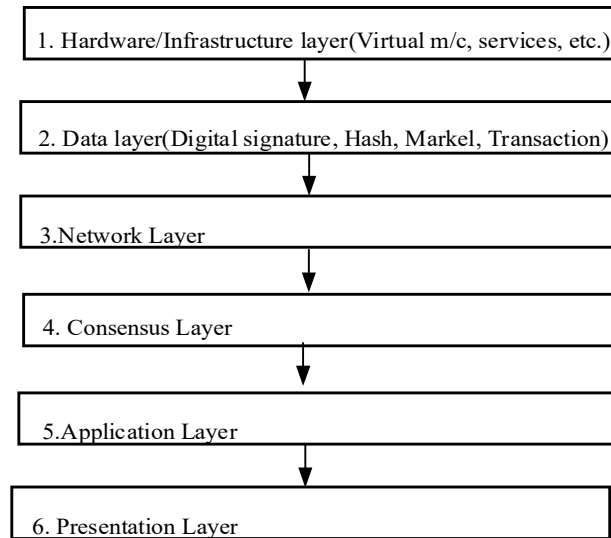 1. Hardware/Infrastructure layer(Virtual m/c, services, etc.)
2. Data layer(Digital signature, Hash, Markel, Transaction)
3.Network Layer
4. Consensus Layer
5.Application Layer
6. Presentation Layer